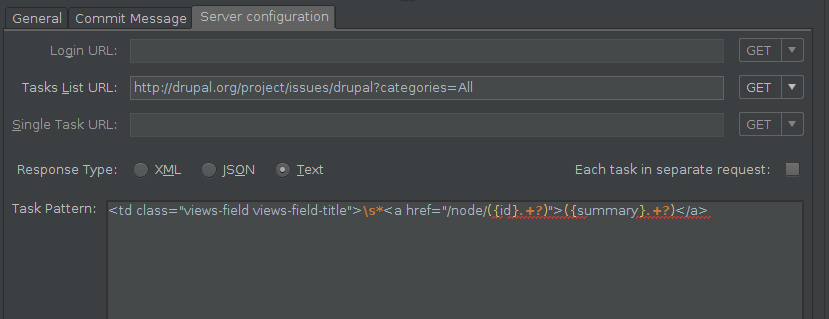 General Commit Message Server configuration
Login URL: GET
Tasks List URL: http://drupal.org/project/issues/drupal?categories=All GET
Single Task URL: GET
Response Type: XML JSON Text Each task in separate request:
Task Pattern: <td class="views-field views-field-title">\s*<a href="/node/({id}.+?)">({summary}.+?)</a>